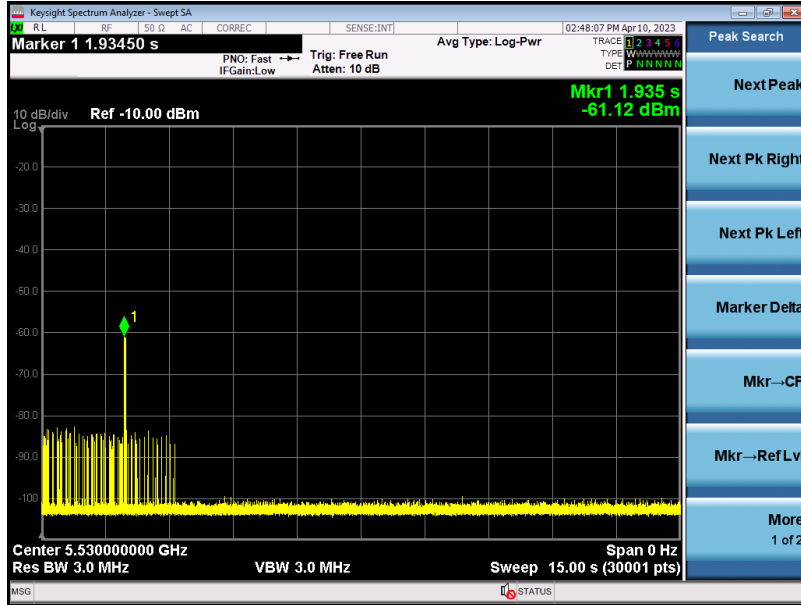 Keysight Spectrum Analyzer - Swept SA
LXI RL RF 50 Ω AC CORREC SENSE:INT 02:48:07 PM Apr 10, 2023
Marker 1 1.93450 s
PNO: Fast
IFGain:Low
Trig: Free Run
Atten: 10 dB
Avg Type: Log-Pwr
TRACE 1 2 3 4 5 6
TYPE WWWWWW
DET P N N N N N
Mkr1 1.935 s
-61.12 dBm
10 dB/div Ref -10.00 dBm
Log
-20.0
-30.0
-40.0
-50.0
1
-60.0
-70.0
-80.0
-90.0
-100
Center 5.530000000 GHz Span 0 Hz
Res BW 3.0 MHz VBW 3.0 MHz Sweep 15.00 s (30001 pts)
MSG STATUS
Peak Search
Next Peak
Next Pk Right
Next Pk Left
Marker Delta
Mkr→CF
Mkr→Ref Lv
More
1 of 2